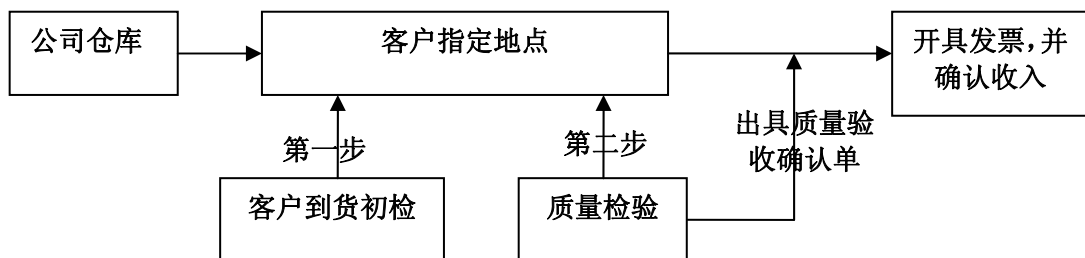 公司仓库
客户指定地点
开具发票，并
确认收入
第一步
第二步
出具质量验
收确认单
客户到货初检
质量检验